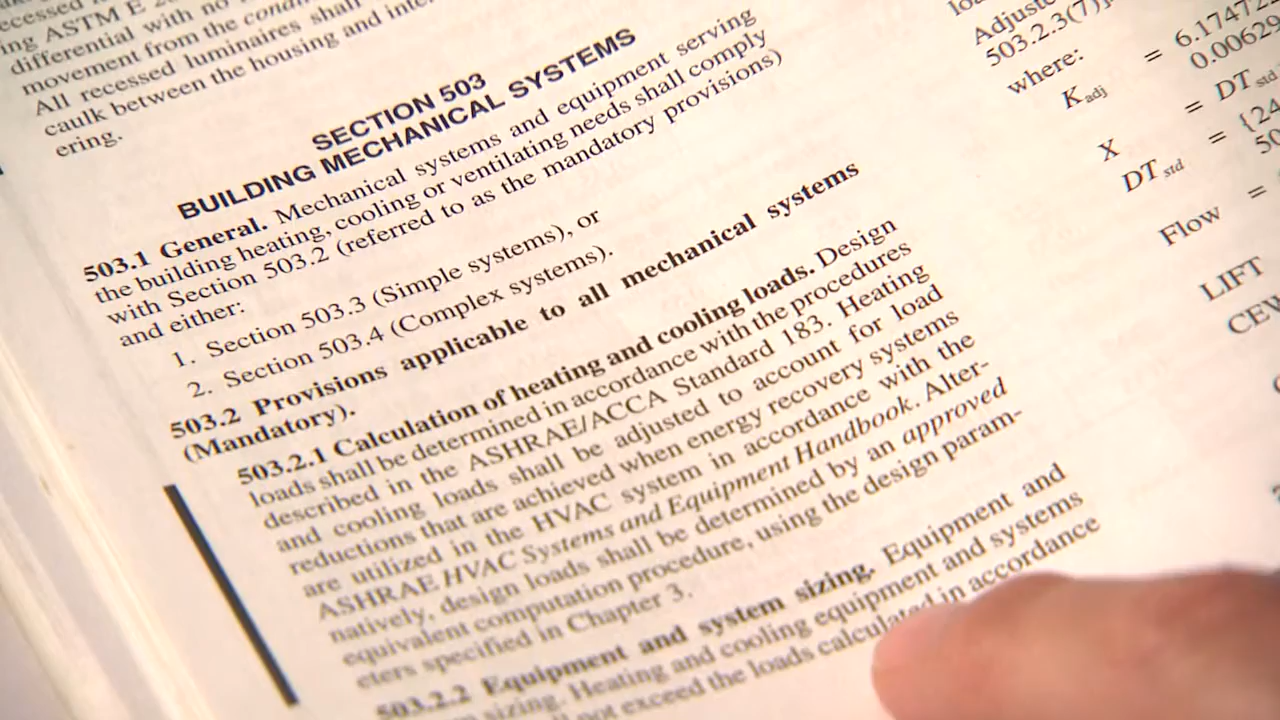 ing ASTM E
differential with no
movement from the
All recessed luminaires shall
caulk between the housing and
ering.
SECTION 503
BUILDING MECHANICAL SYSTEMS
503.1 General. Mechanical systems and equipment serving
the building heating, cooling or ventilating needs shall comply
with Section 503.2 (referred to as the mandatory provisions)
and either:
1. Section 503.3 (Simple systems), or
2. Section 503.4 (Complex systems).
503.2 Provisions applicable to all mechanical systems
(Mandatory).
503.2.1 Calculation of heating and cooling loads. Design
loads shall be determined in accordance with the procedures
described in the ASHRAE/ACCA Standard 183. Heating
and cooling loads shall be adjusted to account for load
reductions that are achieved when energy recovery systems
are utilized in the HVAC system in accordance with the
ASHRAE HVAC Systems and Equipment Handbook. Alter-
natively, design loads shall be determined by an approved
equivalent computation procedure, using the design param-
eters specified in Chapter 3.
503.2.2 Equipment and system sizing. Equipment and
sizing. Heating and cooling equipment and systems
not exceed the loads calculated in accordance
503.2.3(7)
where:
K adj =
X = DT std
DT std = {24
Flow =
LIFT